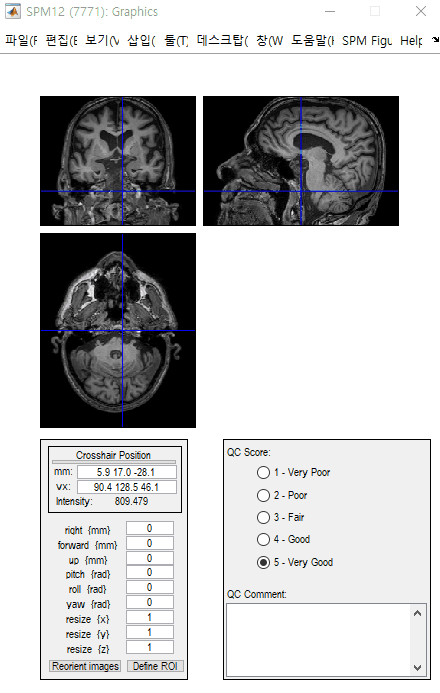 SPM12 (7771): Graphics
파일(F 편집(E 보기(V 삽입( 툴(T) 데스크탑( 창(W 도움말(H SPM Figu Help
Crosshair Position
mm: 5.9 17.0 -28.1
vx: 90.4 128.5 46.1
Intensity: 809.479
right {mm} 0
forward {mm} 0
up {mm} 0
pitch {rad} 0
roll {rad} 0
yaw {rad} 0
resize {x} 1
resize {y} 1
resize {z} 1
Reorient images Define ROI
QC Score:
1 - Very Poor
2 - Poor
3 - Fair
4 - Good
5 - Very Good
QC Comment: